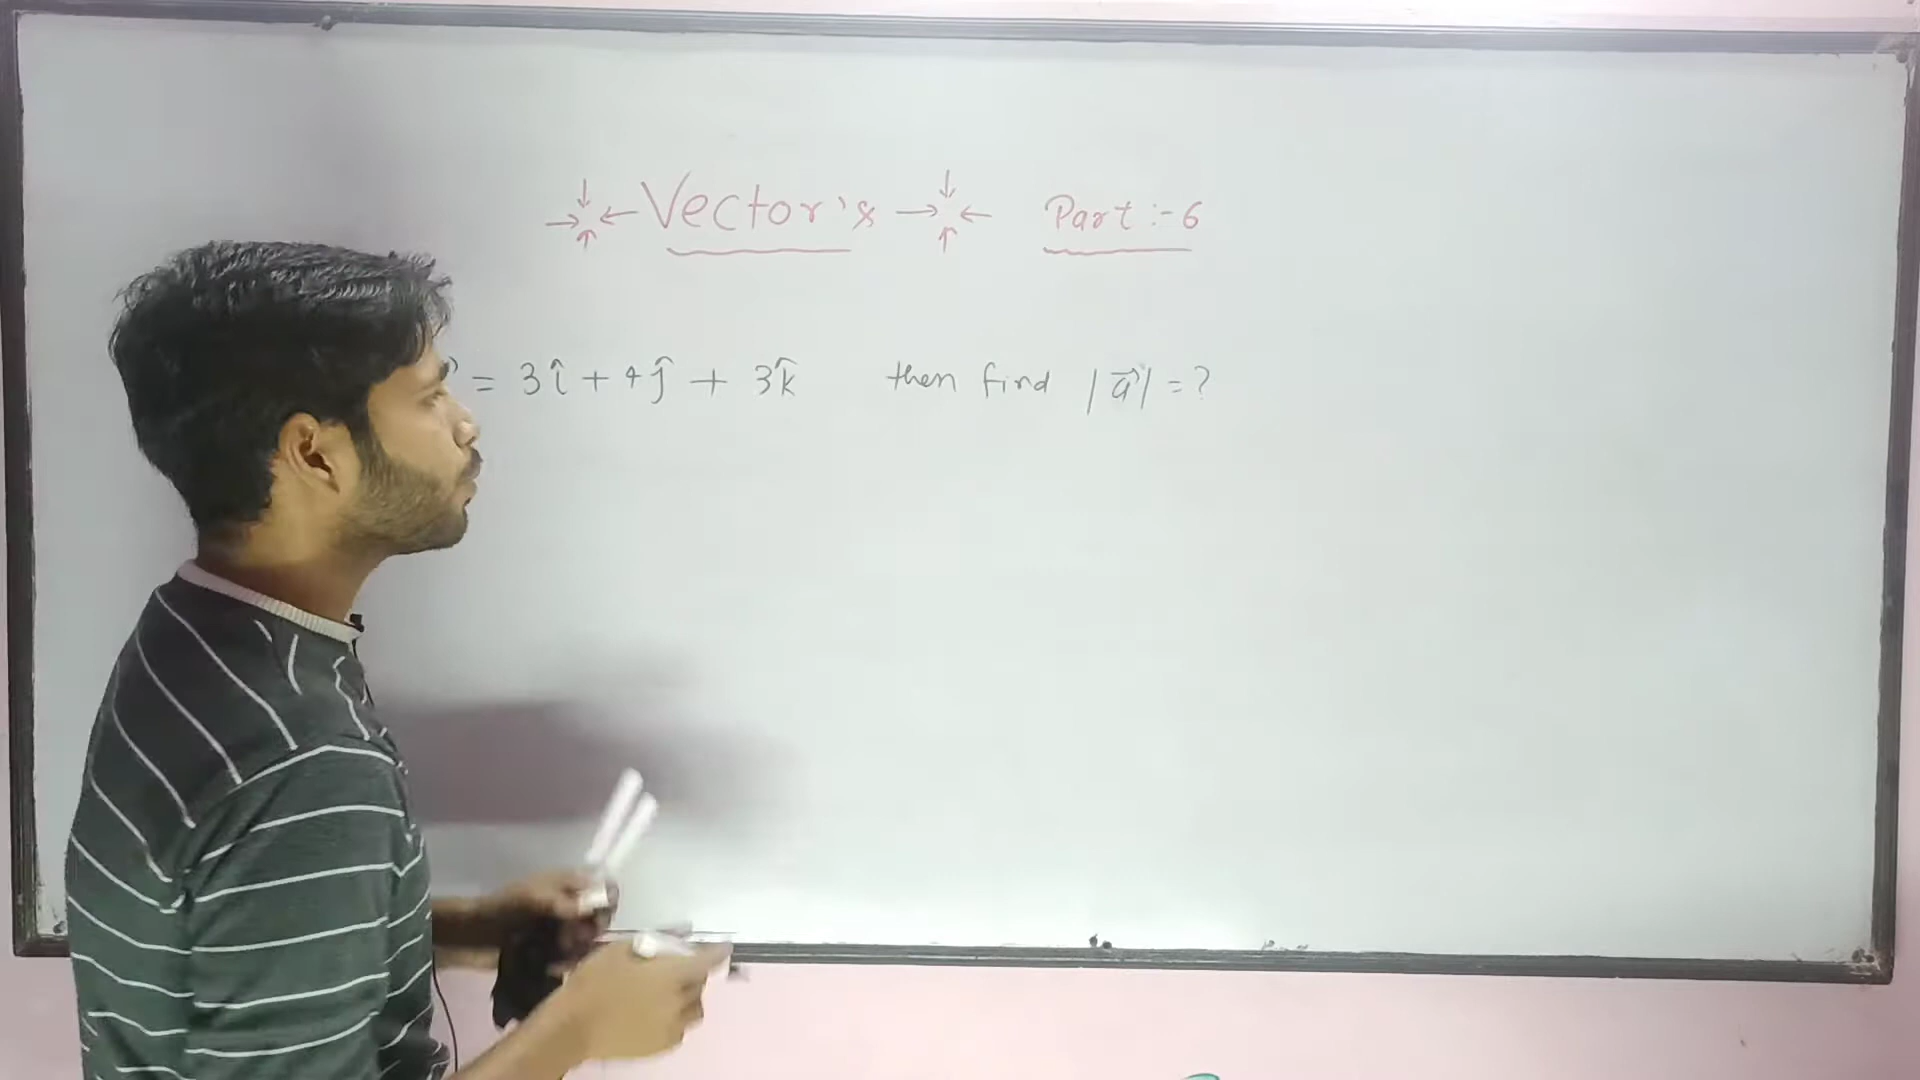 Vector's Part :- 6
= 3î + 4ĵ + 3k̂ then find |a⃗| = ?